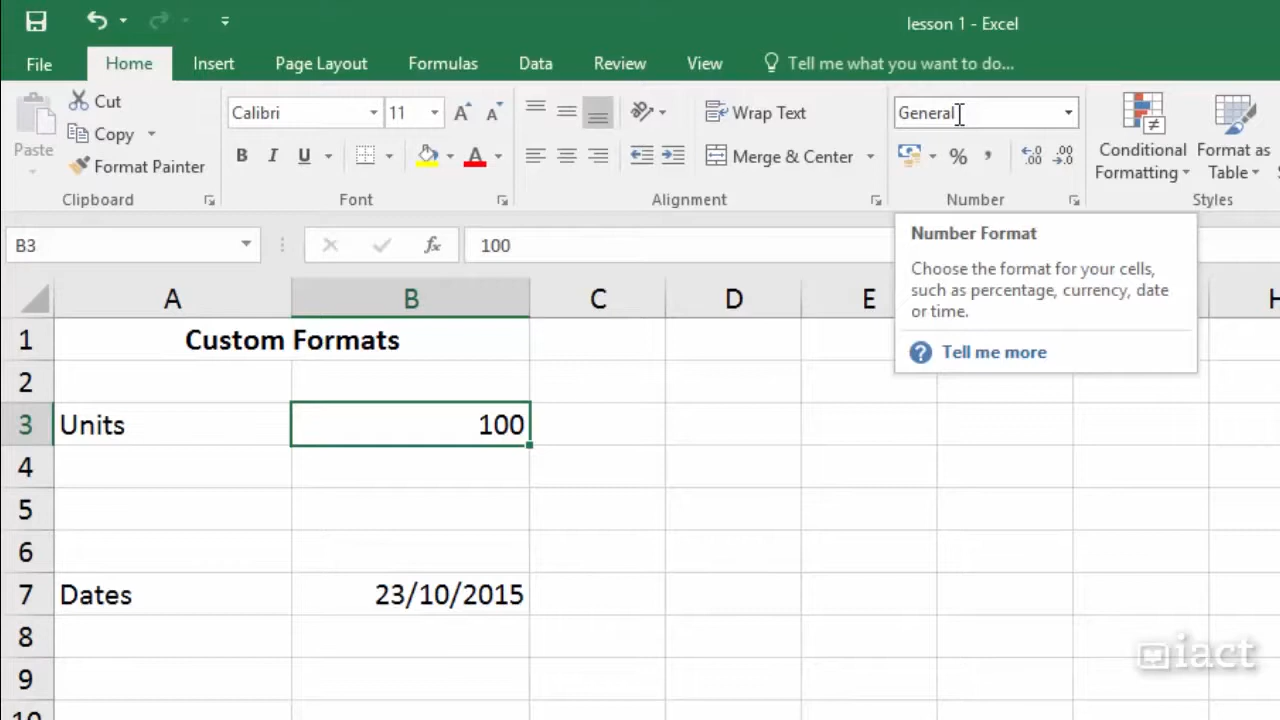 lesson 1 - Excel
File Home Insert Page Layout Formulas Data Review View Tell me what you want to do...
Paste
Cut
Copy
Format Painter
Clipboard
Calibri 11
B I U
Font
Wrap Text
Merge & Center
Alignment
General
%
Number
Conditional
Formatting
Format as
Table
Styles
B3 fx 100
Number Format
Choose the format for your cells,
such as percentage, currency, date
or time.
Tell me more
A B C D E H
1 Custom Formats
2
3 Units 100
4
5
6
7 Dates 23/10/2015
8
9
10
iact